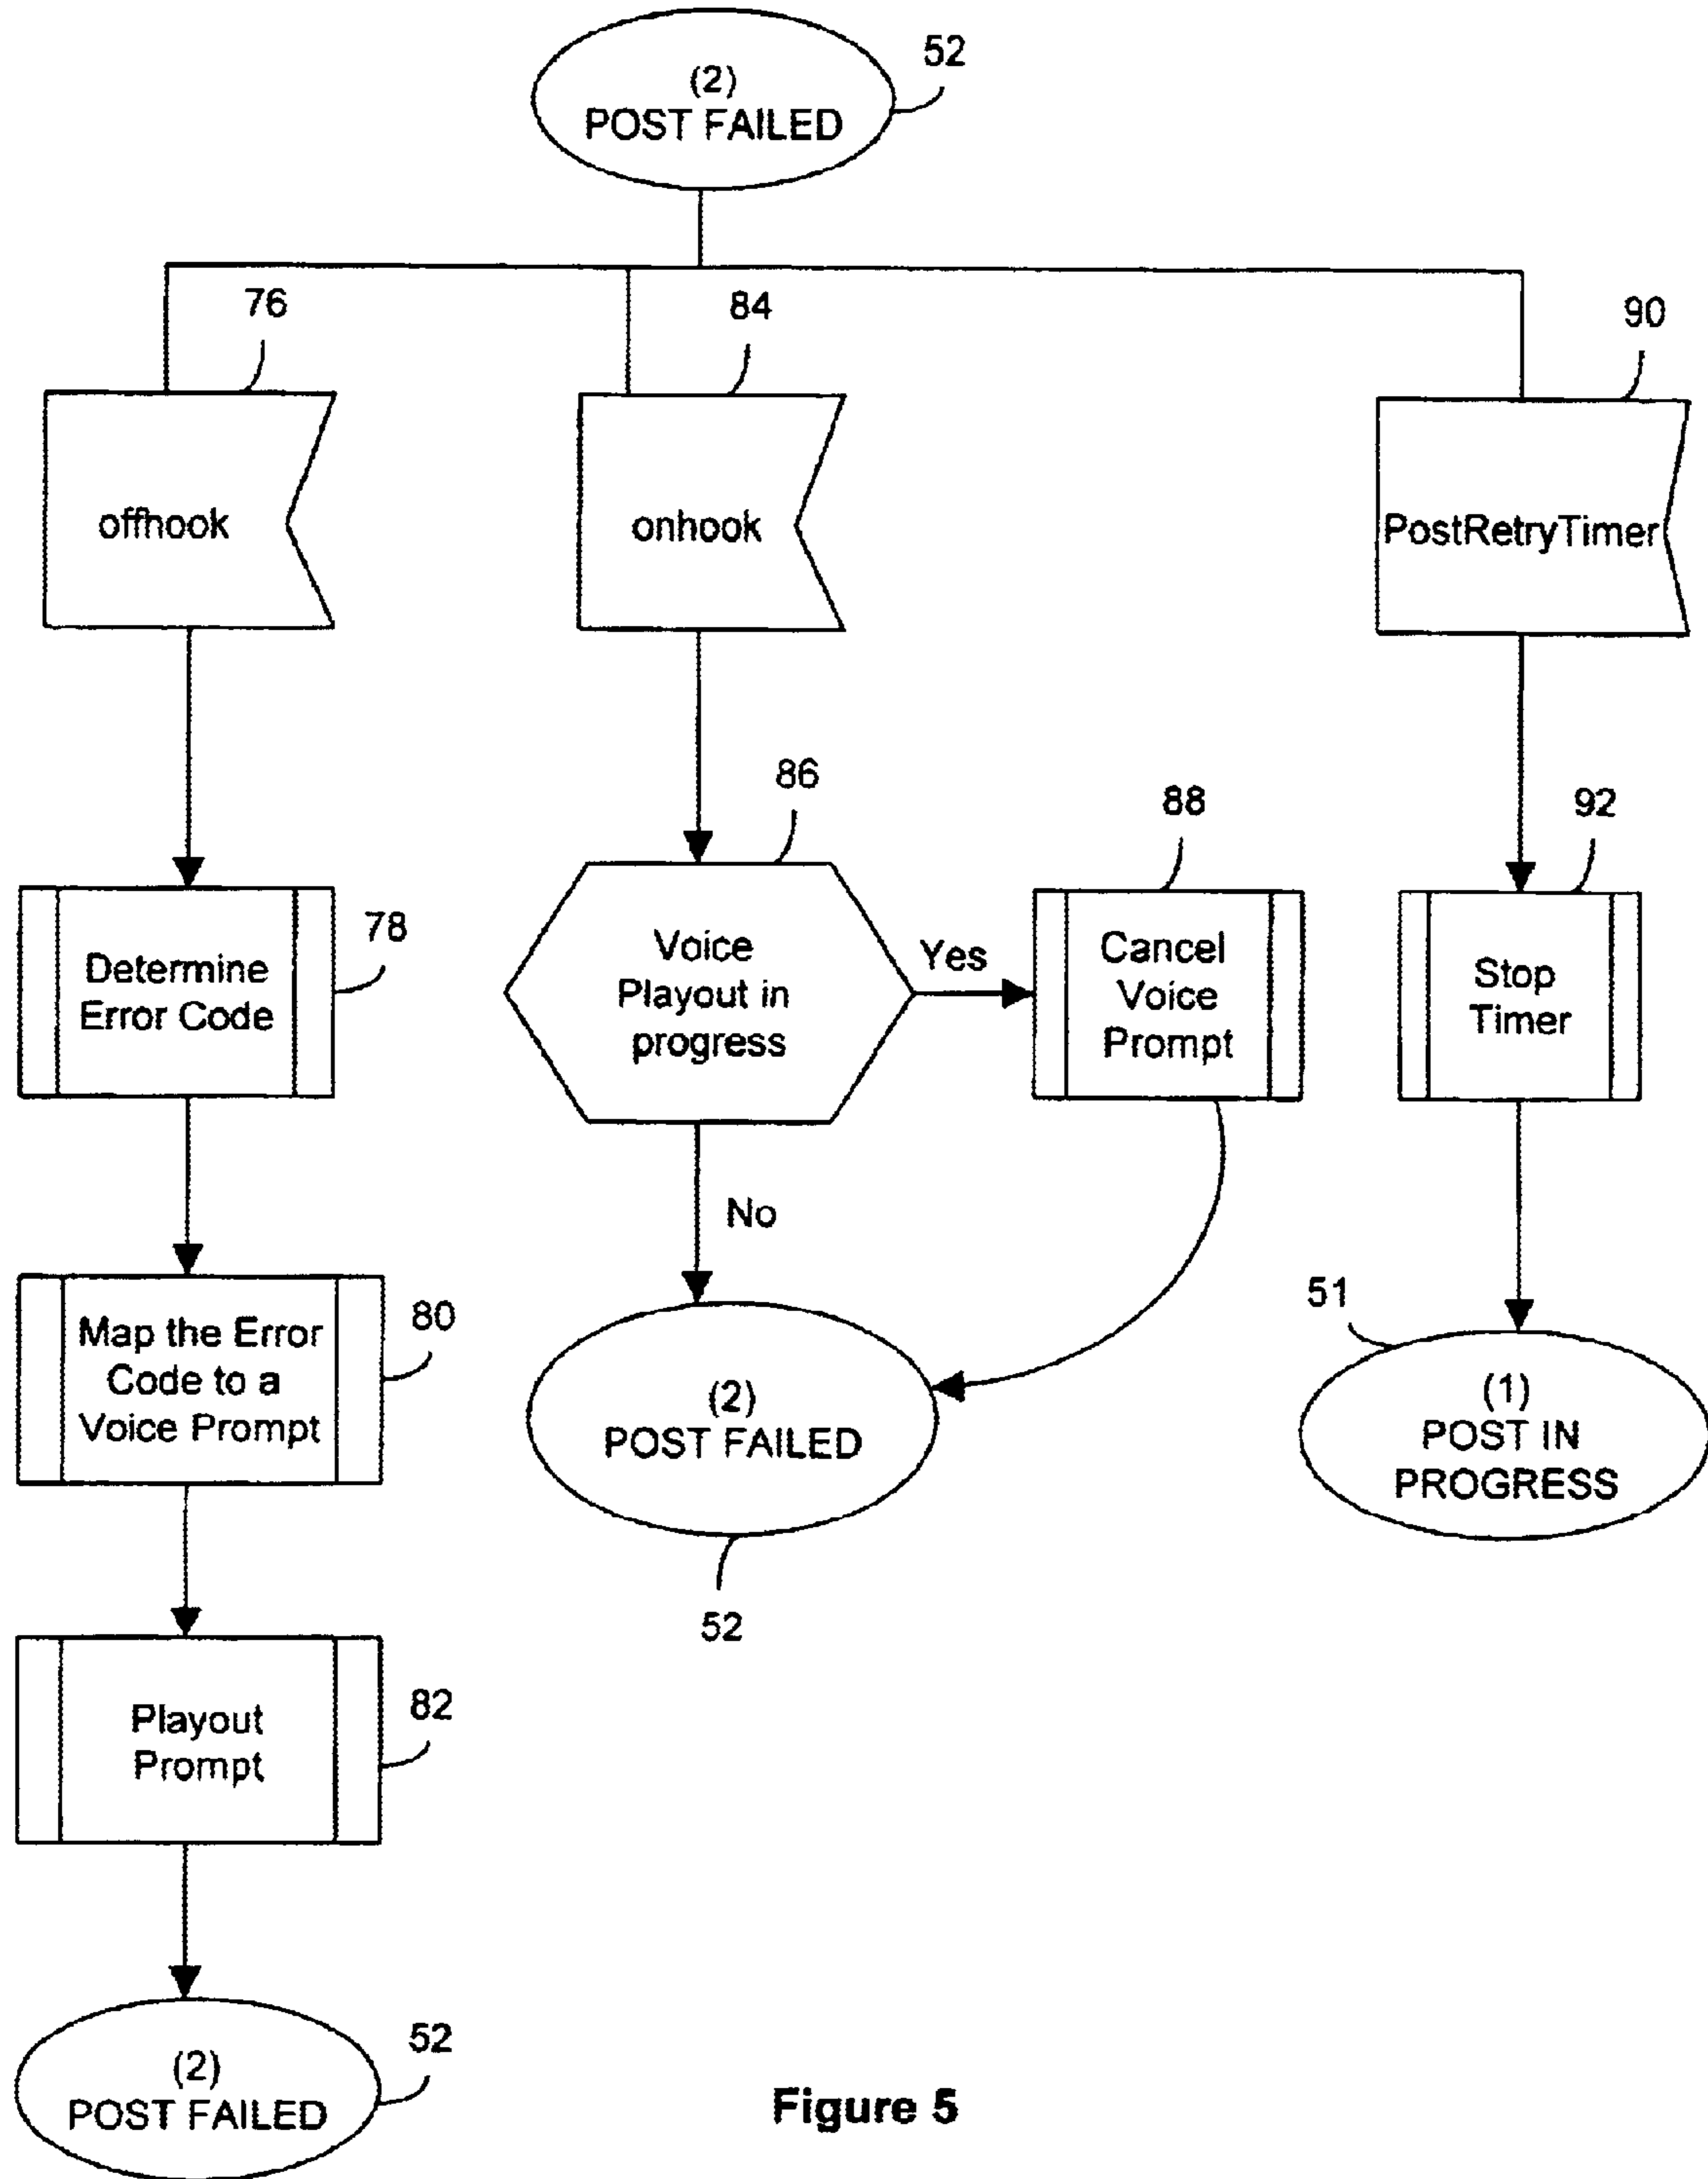 52
(2)
POST FAILED
76
84
90
offhook
onhook
PostRetryTimer
86
88
92
78
Determine
Error Code
Voice
Playout in
progress
Yes
Cancel
Voice
Prompt
Stop
Timer
No
80
Map the Error
Code to a
Voice Prompt
51
(2)
POST FAILED
(1)
POST IN
PROGRESS
52
82
Playout
Prompt
52
(2)
POST FAILED
Figure 5